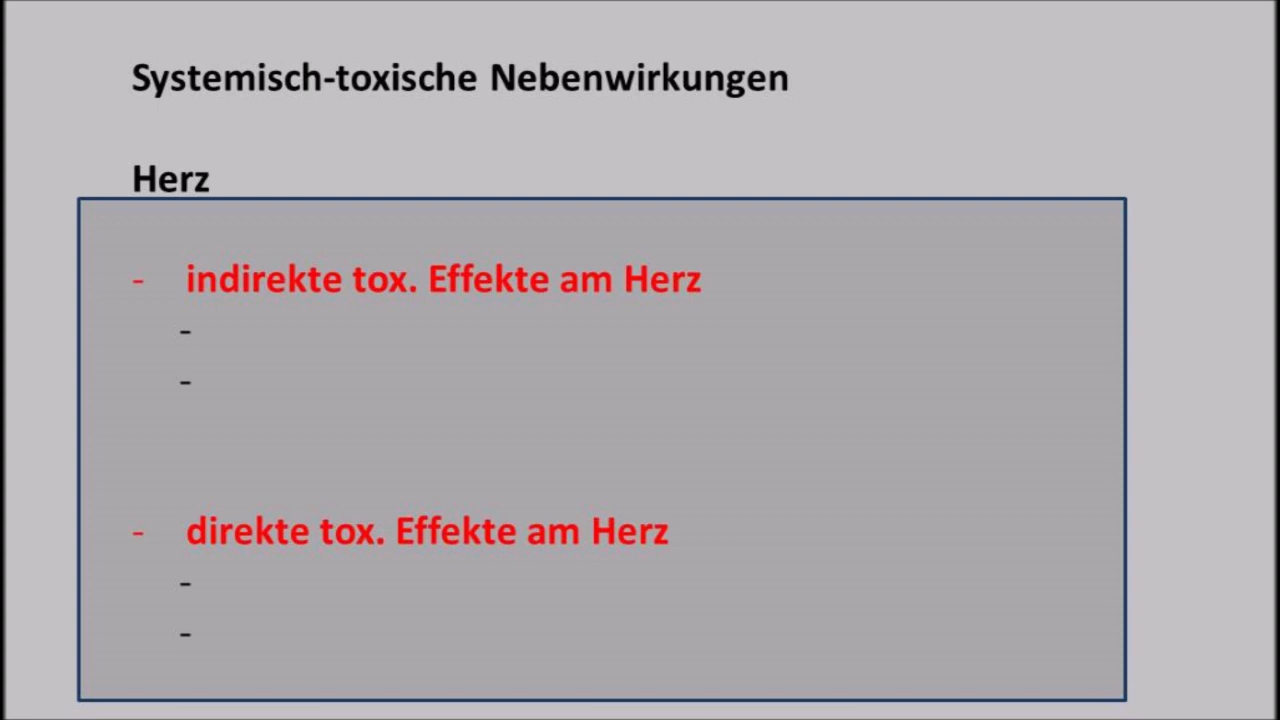 Systemisch-toxische Nebenwirkungen
Herz
- indirekte tox. Effekte am Herz
-
-
- direkte tox. Effekte am Herz
-
-